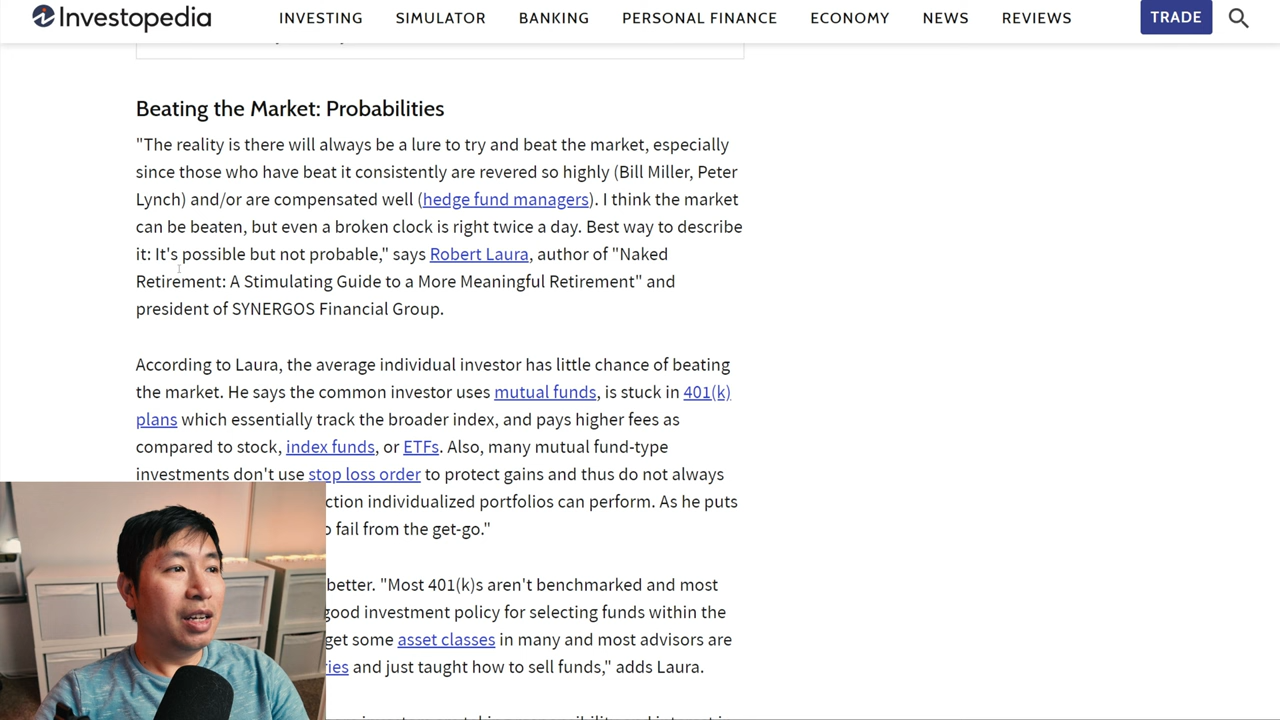 Investopedia
INVESTING
SIMULATOR
BANKING
PERSONAL FINANCE
ECONOMY
NEWS
REVIEWS
TRADE
Beating the Market: Probabilities
"The reality is there will always be a lure to try and beat the market, especially
since those who have beat it consistently are revered so highly (Bill Miller, Peter
Lynch) and/or are compensated well (hedge fund managers). I think the market
can be beaten, but even a broken clock is right twice a day. Best way to describe
it: It's possible but not probable," says Robert Laura, author of "Naked
Retirement: A Stimulating Guide to a More Meaningful Retirement" and
president of SYNERGOS Financial Group.
According to Laura, the average individual investor has little chance of beating
the market. He says the common investor uses mutual funds, is stuck in 401(k)
plans which essentially track the broader index, and pays higher fees as
compared to stock, index funds, or ETFs. Also, many mutual fund-type
investments don't use stop loss order to protect gains and thus do not always
ction individualized portfolios can perform. As he puts
o fail from the get-go."
better. "Most 401(k)s aren't benchmarked and most
good investment policy for selecting funds within the
get some asset classes in many and most advisors are
ries and just taught how to sell funds," adds Laura.